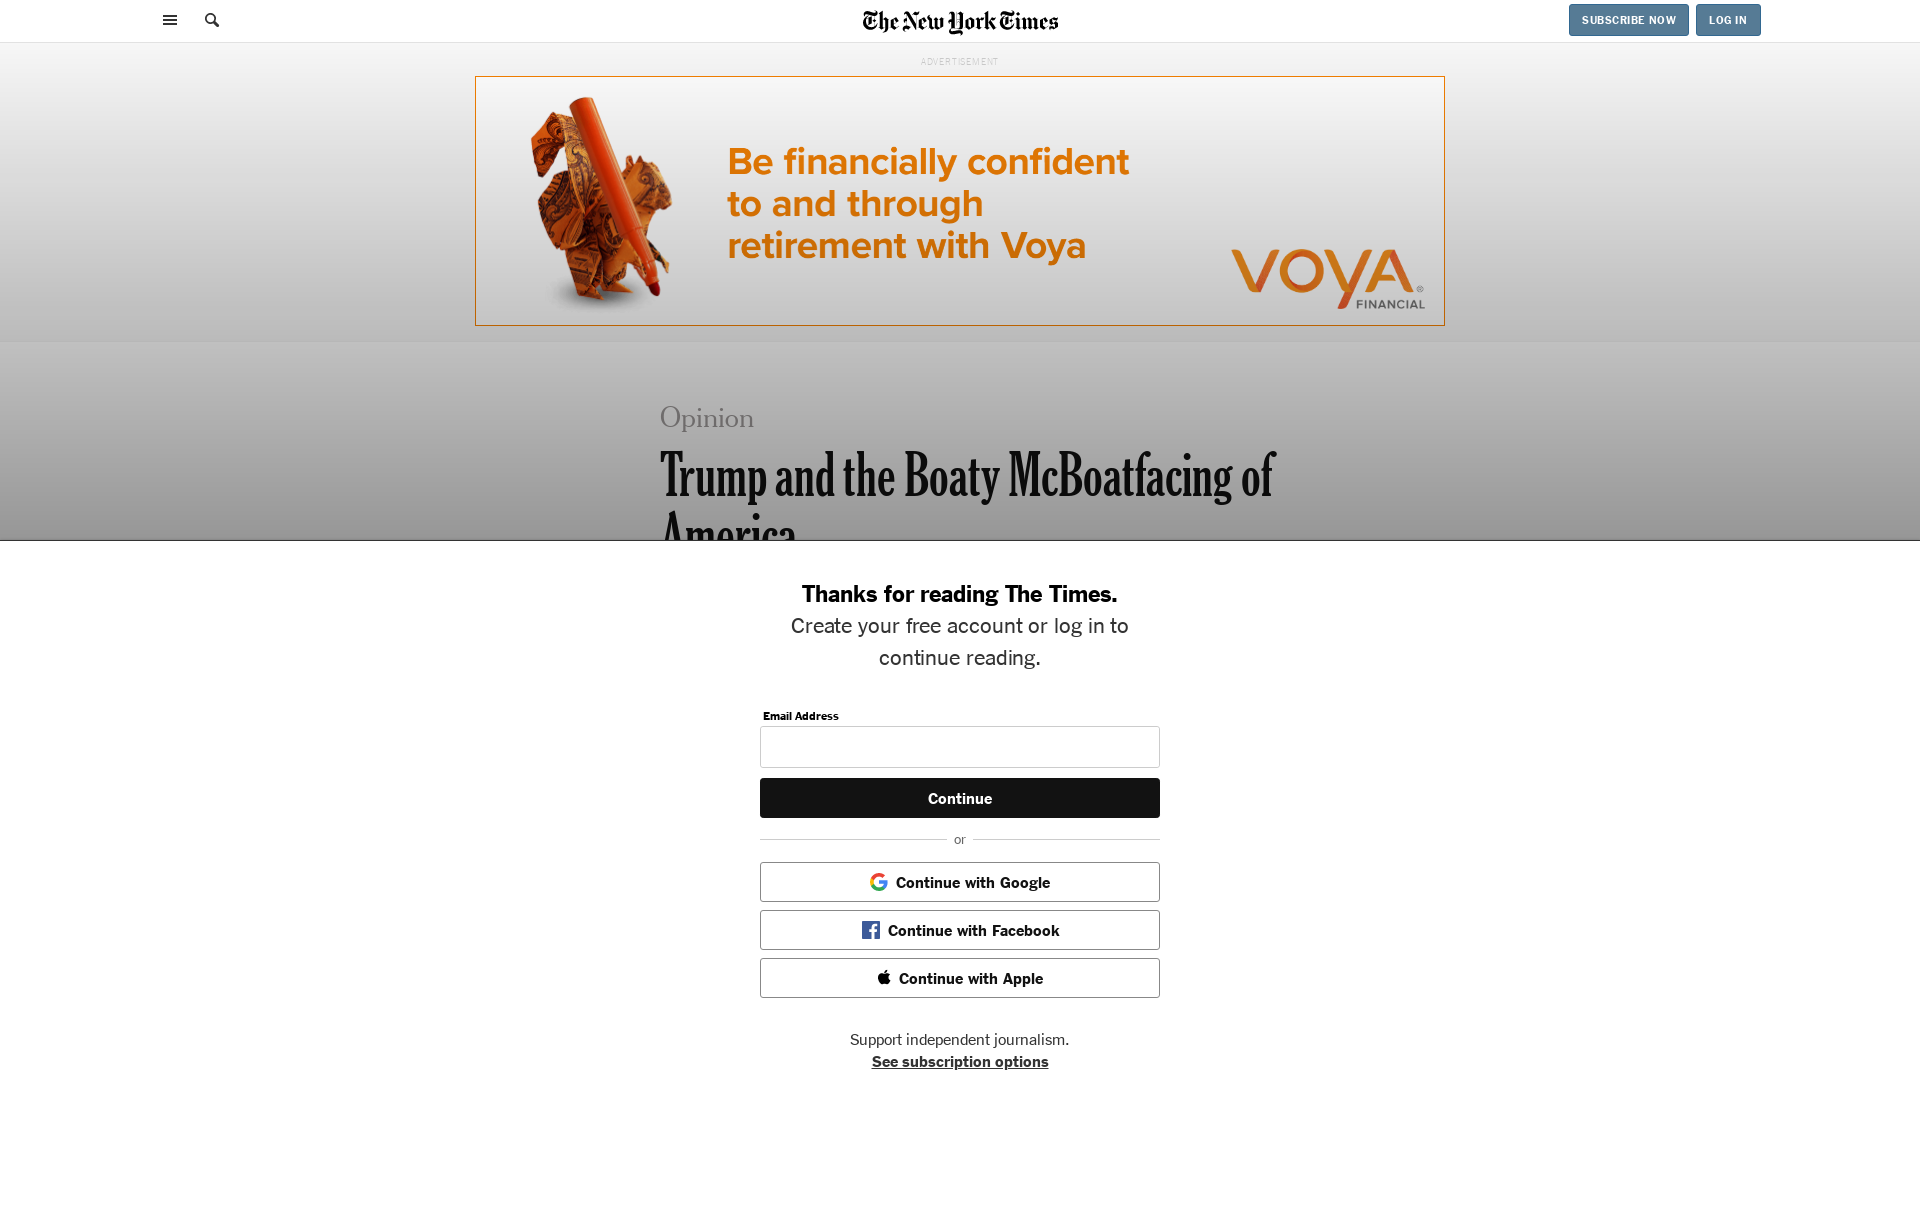 The New York Times
SUBSCRIBE NOW
LOG IN
ADVERTISEMENT
Be financially confident
to and through
retirement with Voya
VOYA®
FINANCIAL
Opinion
Trump and the Boaty McBoatfacing of
America
Thanks for reading The Times.
Create your free account or log in to
continue reading.
Email Address
Continue
or
Continue with Google
Continue with Facebook
Continue with Apple
Support independent journalism.
See subscription options